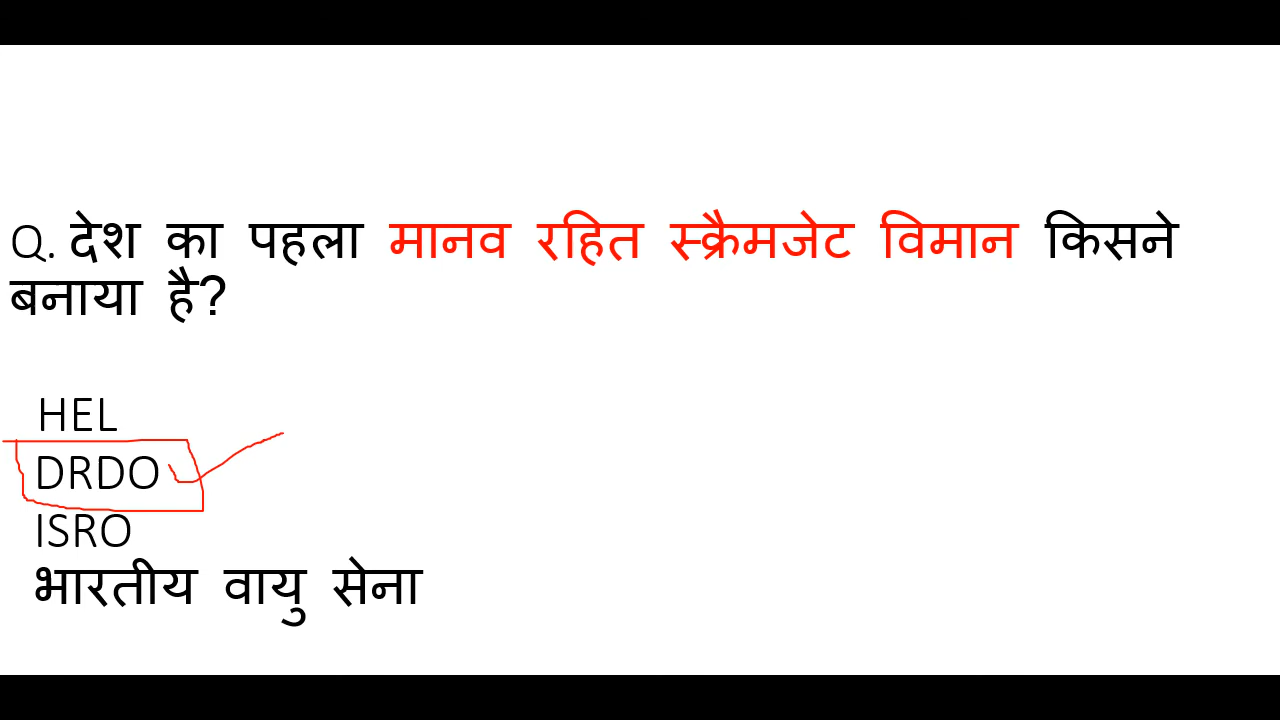 Q. देश का पहला मानव रहित स्क्रैमजेट विमान किसने
बनाया है?
HEL
DRDO
ISRO
भारतीय वायु सेना